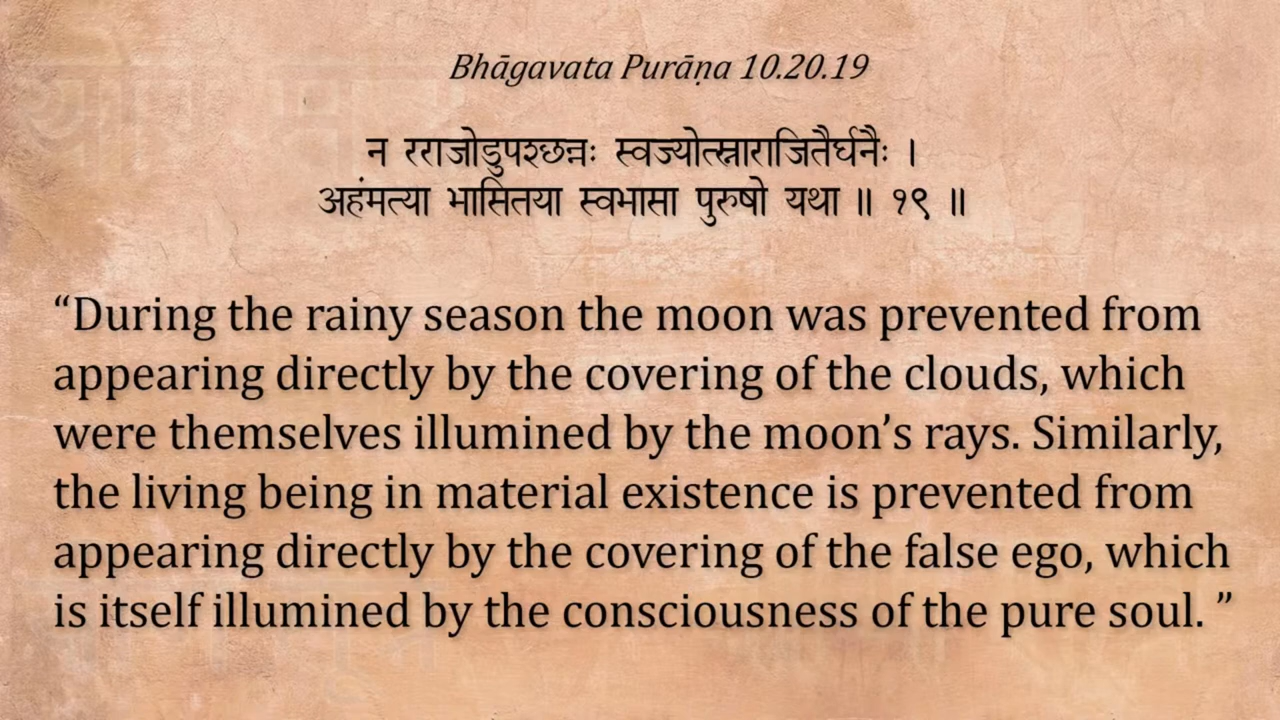 Bhāgavata Purāṇa 10.20.19
न रराजोडुपश्छन्नः स्वज्योत्स्नाराजितैर्घनैः ।
अहंमत्या भासितया स्वभासा पुरुषो यथा ॥ १९ ॥
“During the rainy season the moon was prevented from
appearing directly by the covering of the clouds, which
were themselves illumined by the moon’s rays. Similarly,
the living being in material existence is prevented from
appearing directly by the covering of the false ego, which
is itself illumined by the consciousness of the pure soul. ”